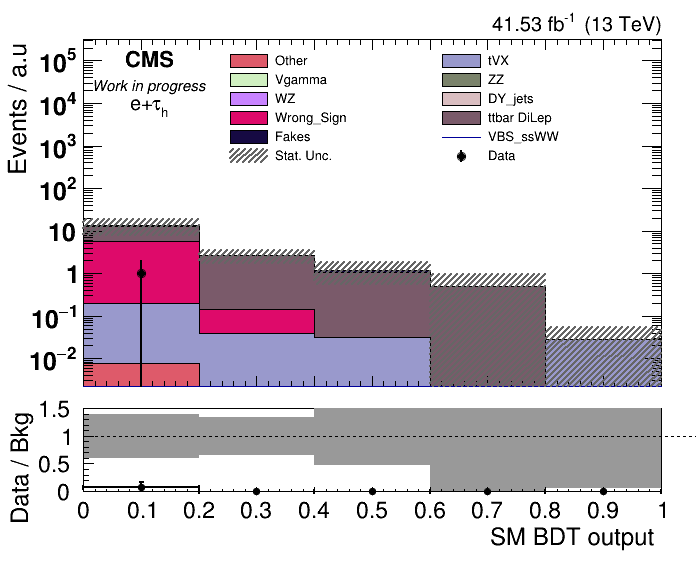 41.53 fb⁻¹ (13 TeV)
CMS
Work in progress
e+τh
Other
Vgamma
WZ
Wrong_Sign
Fakes
Stat. Unc.
tVX
ZZ
DY_jets
ttbar DiLep
VBS_ssWW
Data
Events / a.u
10⁵
10⁴
10³
10²
10
1
10⁻¹
10⁻²
Data / Bkg
1.5
1
0.5
0
0 0.1 0.2 0.3 0.4 0.5 0.6 0.7 0.8 0.9 1
SM BDT output